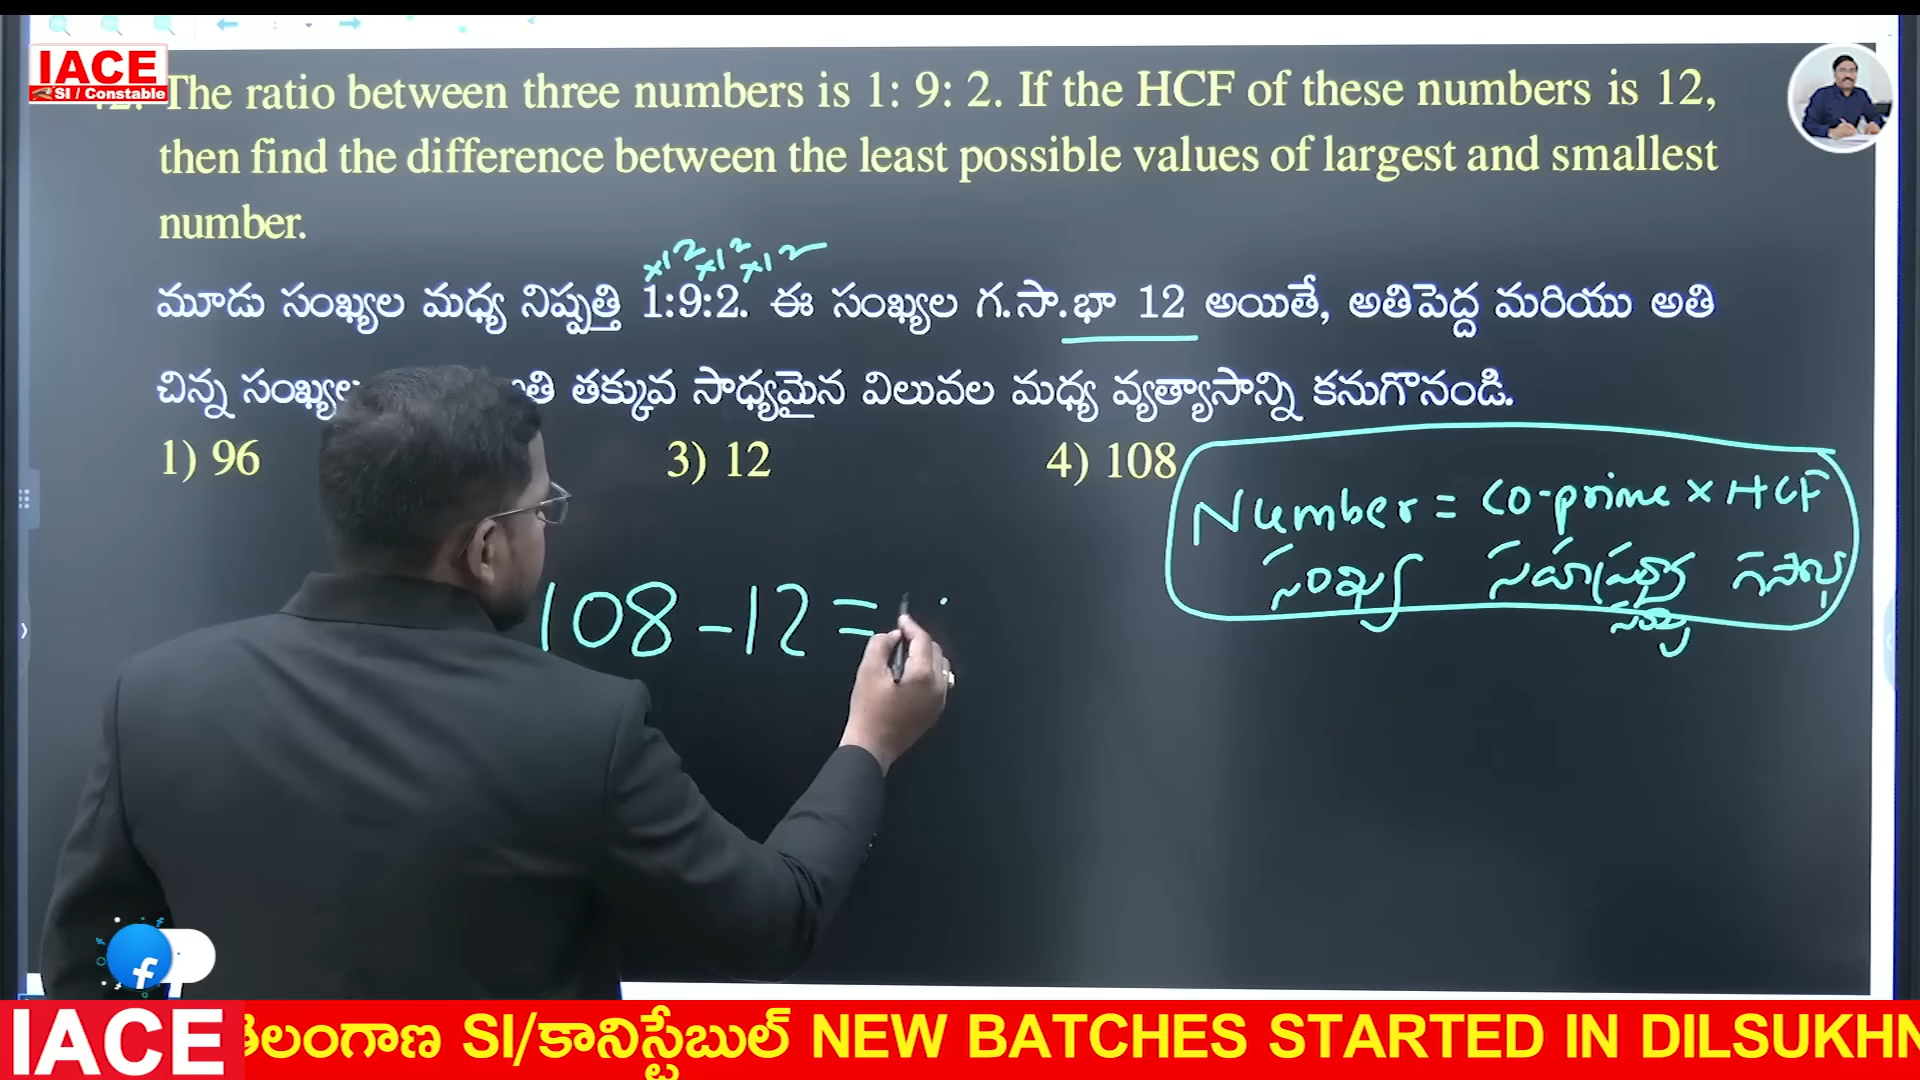 IACE
SI / Constable
The ratio between three numbers is 1: 9: 2. If the HCF of these numbers is 12,
then find the difference between the least possible values of largest and smallest
number.
×12 ×12 ×12
మూడు సంఖ్యల మధ్య నిష్పత్తి 1:9:2. ఈ సంఖ్యల గ.సా.భా 12 అయితే, అతిపెద్ద మరియు అతి
చిన్న తక్కువ సాధ్యమైన విలువల మధ్య వ్యత్యాసాన్ని కనుగొనండి.
1) 96 3) 12 4) 108
Number = Co-prime × HCF
సంఖ్య గసాభా
108 - 12 =
IACE తెలంగాణ SI/కానిస్టేబుల్ NEW BATCHES STARTED IN DILSUKHN